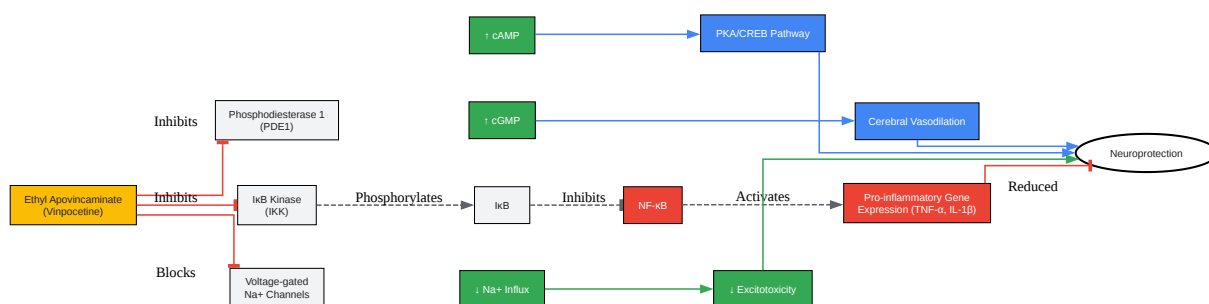 ↑ cAMP
PKA/CREB Pathway
Inhibits
Phosphodiesterase 1
(PDE1)
↑ cGMP
Cerebral Vasodilation
Neuroprotection
Ethyl Apovincaminate
(Vinpocetine)
Inhibits
IκB Kinase
(IKK)
Phosphorylates
IκB
Inhibits
NF-κB
Activates
Pro-inflammatory Gene
Expression (TNF-α, IL-1β)
Reduced
Blocks
Voltage-gated
Na+ Channels
↓ Na+ Influx
↓ Excitotoxicity